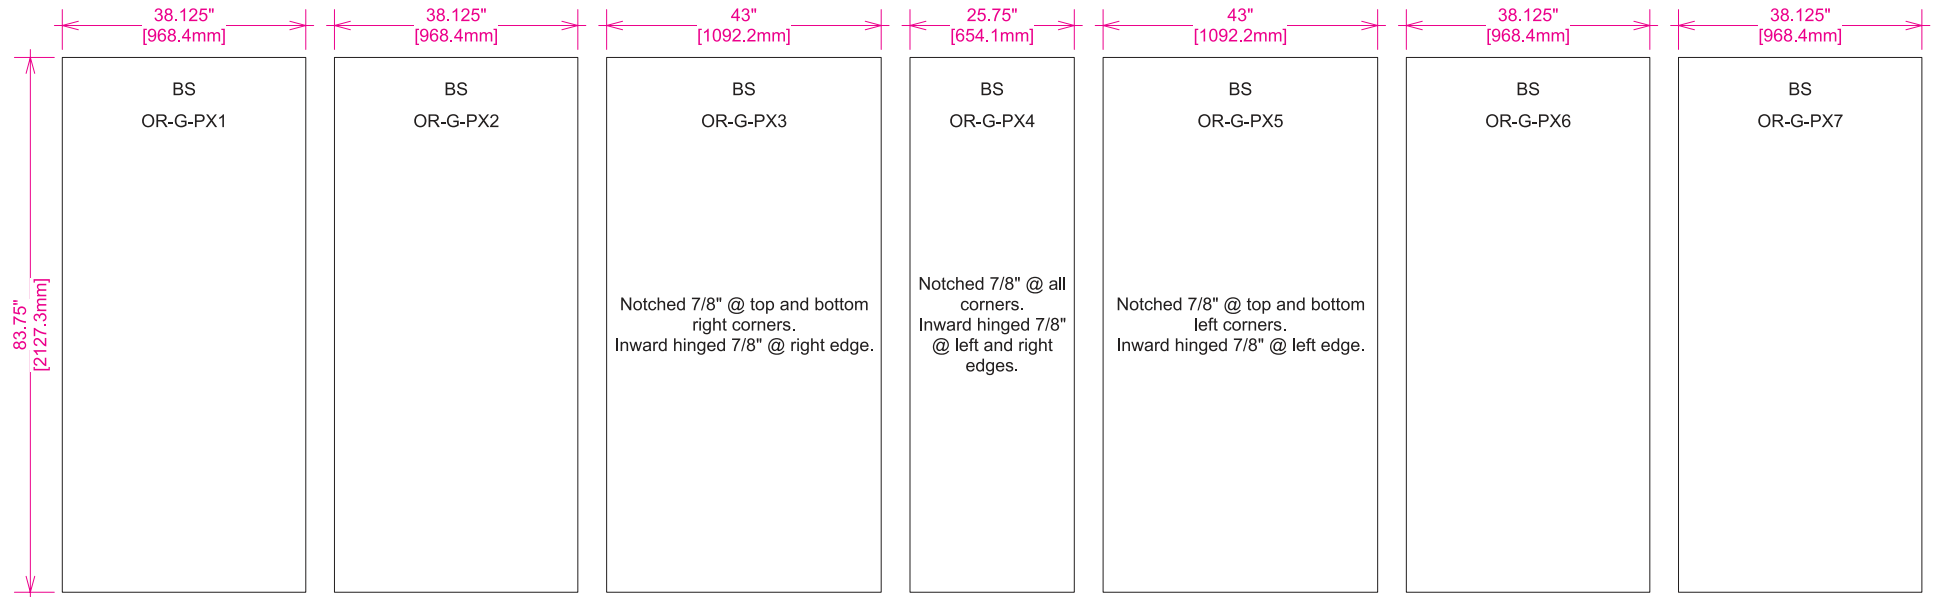 38.125"
[968.4mm]
38.125"
[968.4mm]
43"
[1092.2mm]
25.75"
[654.1mm]
43"
[1092.2mm]
38.125"
[968.4mm]
38.125"
[968.4mm]
83.75"
[2127.3mm]
BS
OR-G-PX1
BS
OR-G-PX2
BS
OR-G-PX3
Notched 7/8" @ top and bottom
right corners.
Inward hinged 7/8" @ right edge.
BS
OR-G-PX4
Notched 7/8" @ all
corners.
Inward hinged 7/8"
@ left and right
edges.
BS
OR-G-PX5
Notched 7/8" @ top and bottom
left corners.
Inward hinged 7/8" @ left edge.
BS
OR-G-PX6
BS
OR-G-PX7